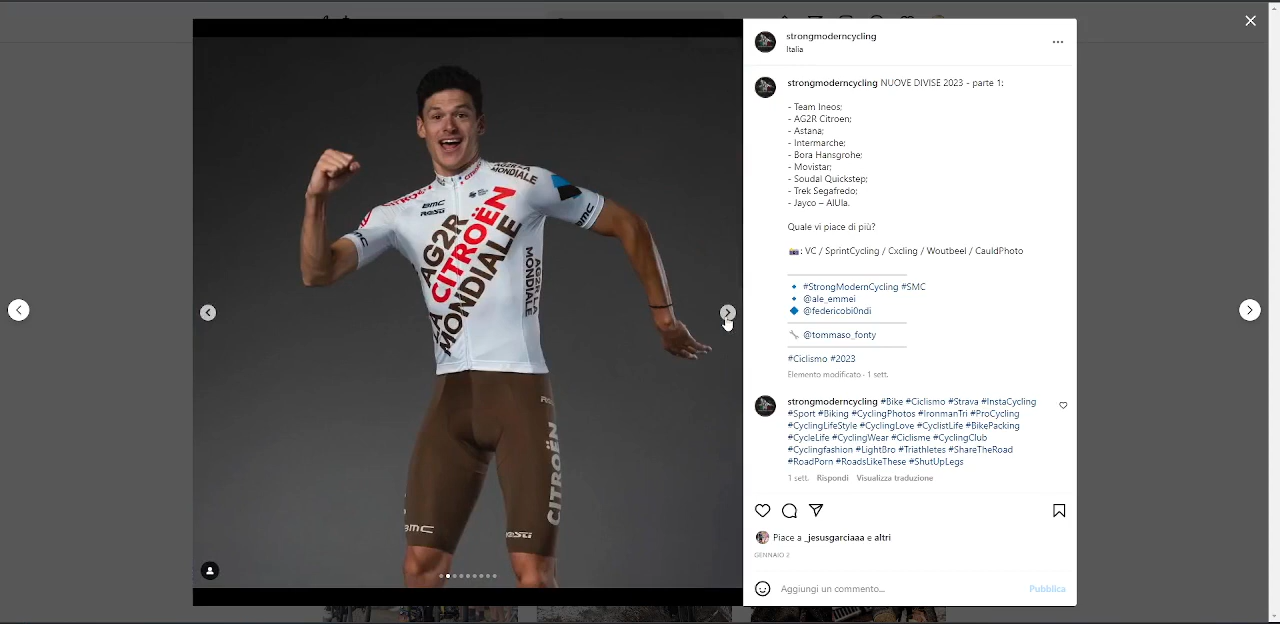 strongmoderncycling
Italia
strongmoderncycling NUOVE DIVISE 2023 - parte 1:
- Team Ineos;
- AG2R Citroen;
- Astana;
- Intermarche;
- Bora Hansgrohe;
- Movistar;
- Soudal Quickstep;
- Trek Segafredo;
- Jayco – AlUla.
Quale vi piace di più?
: VC / SprintCycling / Cxcling / Woutbeel / CauldPhoto
#StrongModernCycling #SMC
@ale_emmei
@federicobi0ndi
@tommaso_fonty
#Ciclismo #2023
Elemento modificato · 1 sett.
strongmoderncycling #Bike #Ciclismo #Strava #InstaCycling
#Sport #Biking #CyclingPhotos #IronmanTri #ProCycling
#CyclingLifeStyle #CyclingLove #CyclistLife #BikePacking
#CycleLife #CyclingWear #Ciclisme #CyclingClub
#Cyclingfashion #LightBro #Triathletes #ShareTheRoad
#RoadPorn #RoadsLikeThese #ShutUpLegs
1 sett. Rispondi Visualizza traduzione
Piace a _jesusgarciaaa e altri
GENNAIO 2
Aggiungi un commento... Pubblica
AG2R LA
MONDIALE
CITROËN
BMC
ROSTI
BMC
BMC
AG2R
CITROËN
LA MONDIALE
AG2R LA
MONDIALE
CITROËN
BMC
ROSTI